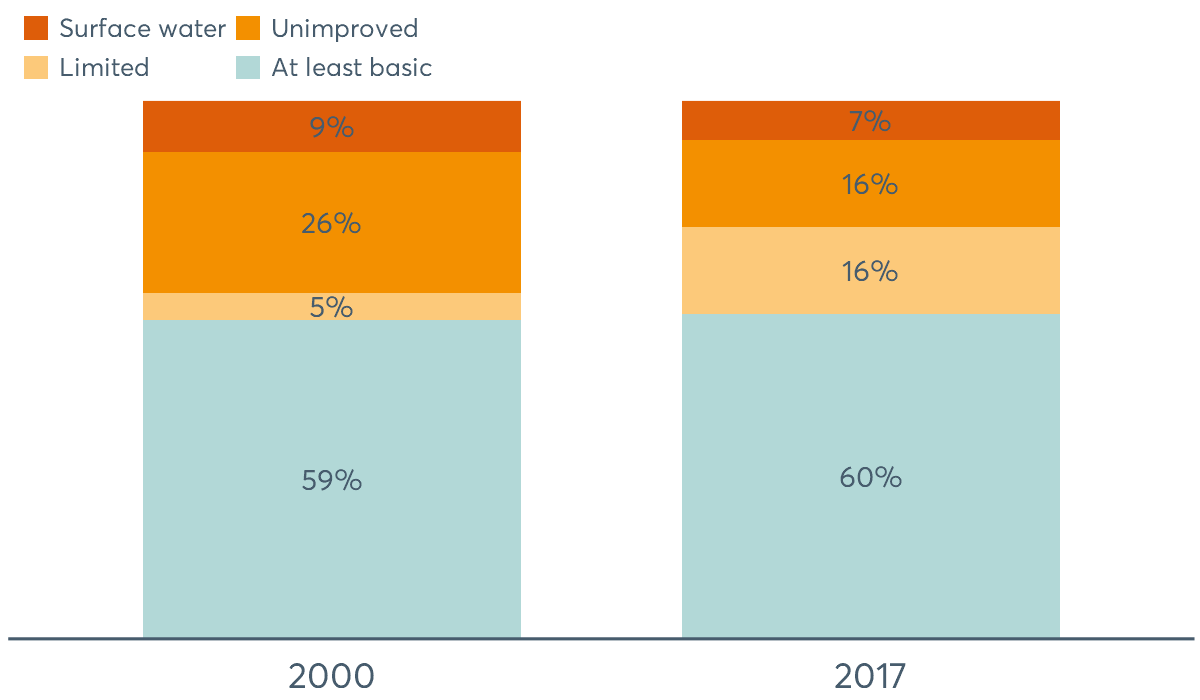 Surface water Unimproved
Limited At least basic
9% 7%
26% 16%
5% 16%
59% 60%
2000 2017